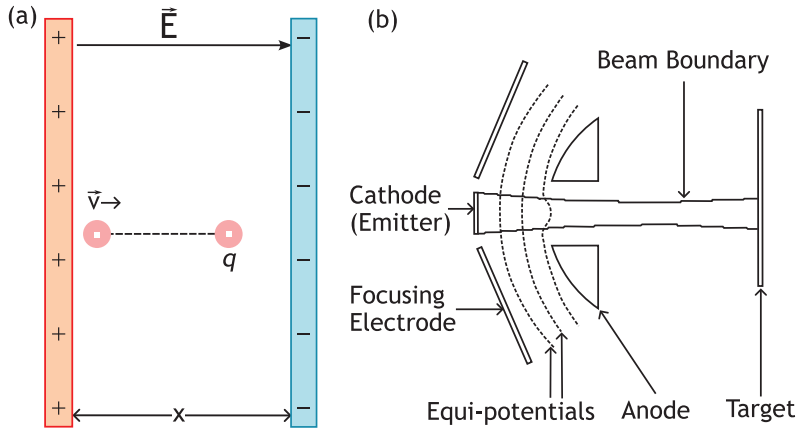 (a)
E
+ −
+ −
+ −
v
+ −
q
+ −
+ −
x
(b)
Beam Boundary
Cathode
(Emitter)
Focusing
Electrode
Equi-potentials
Anode
Target